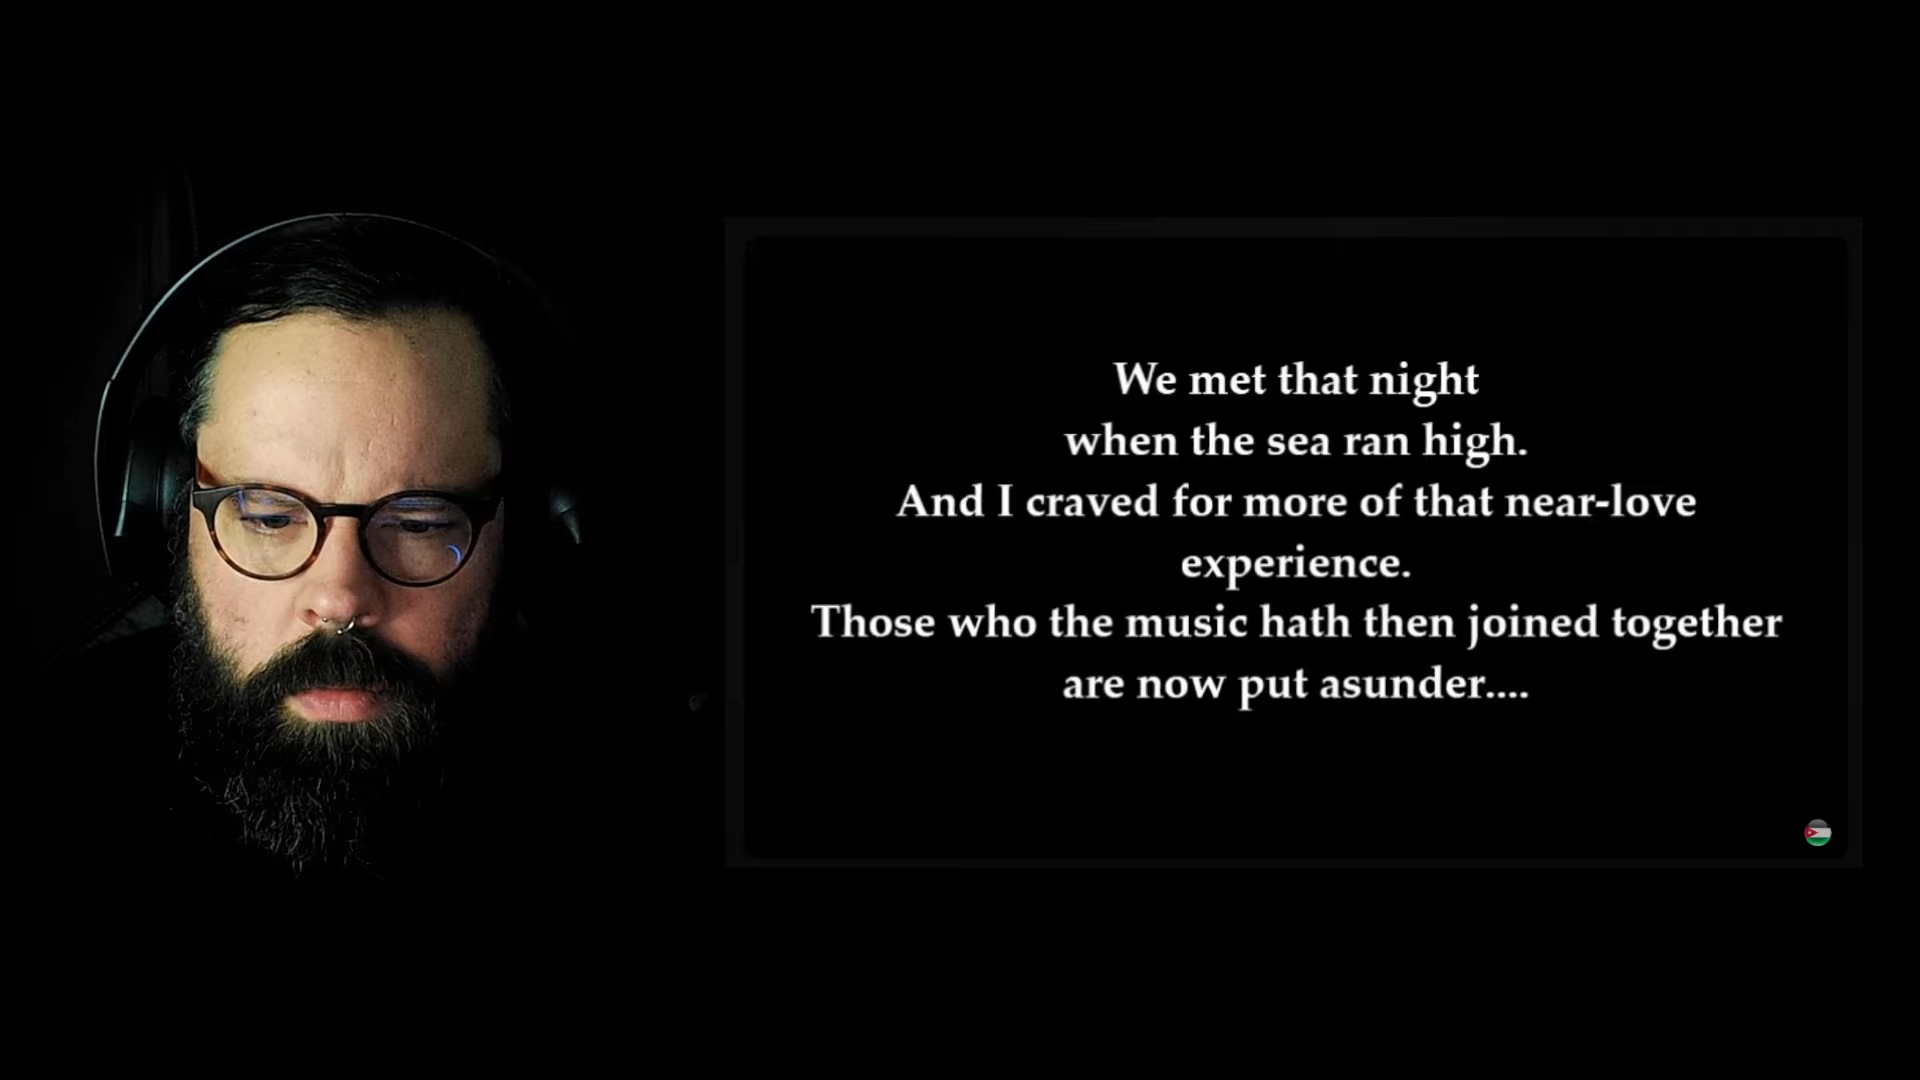 We met that night
when the sea ran high.
And I craved for more of that near-love
experience.
Those who the music hath then joined together
are now put asunder....